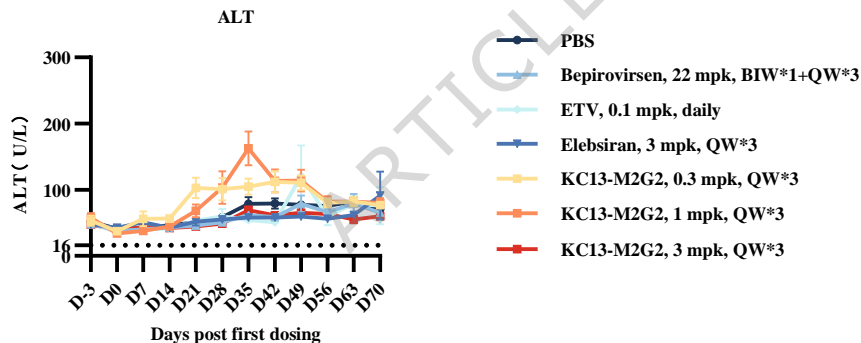 ALT
ARTICLE
300
200
100
16
0
ALT( U/L)
D-3 D0 D7 D14 D21 D28 D35 D42 D49 D56 D63 D70
Days post first dosing
PBS
Bepirovirsen, 22 mpk, BIW*1+QW*3
ETV, 0.1 mpk, daily
Elebsiran, 3 mpk, QW*3
KC13-M2G2, 0.3 mpk, QW*3
KC13-M2G2, 1 mpk, QW*3
KC13-M2G2, 3 mpk, QW*3